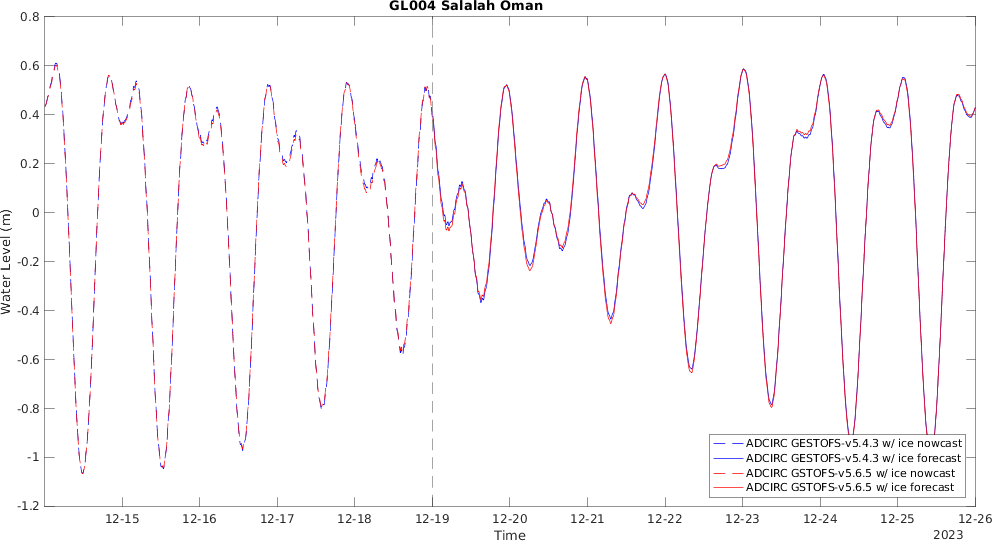 GL004 Salalah Oman
0.8
0.6
0.4
0.2
0
-0.2
-0.4
-0.6
-0.8
-1
-1.2
Water Level (m)
ADCIRC GESTOFS-v5.4.3 w/ ice nowcast
ADCIRC GESTOFS-v5.4.3 w/ ice forecast
ADCIRC GSTOFS-v5.6.5 w/ ice nowcast
ADCIRC GSTOFS-v5.6.5 w/ ice forecast
12-15 12-16 12-17 12-18 12-19 12-20 12-21 12-22 12-23 12-24 12-25 12-26
Time
2023